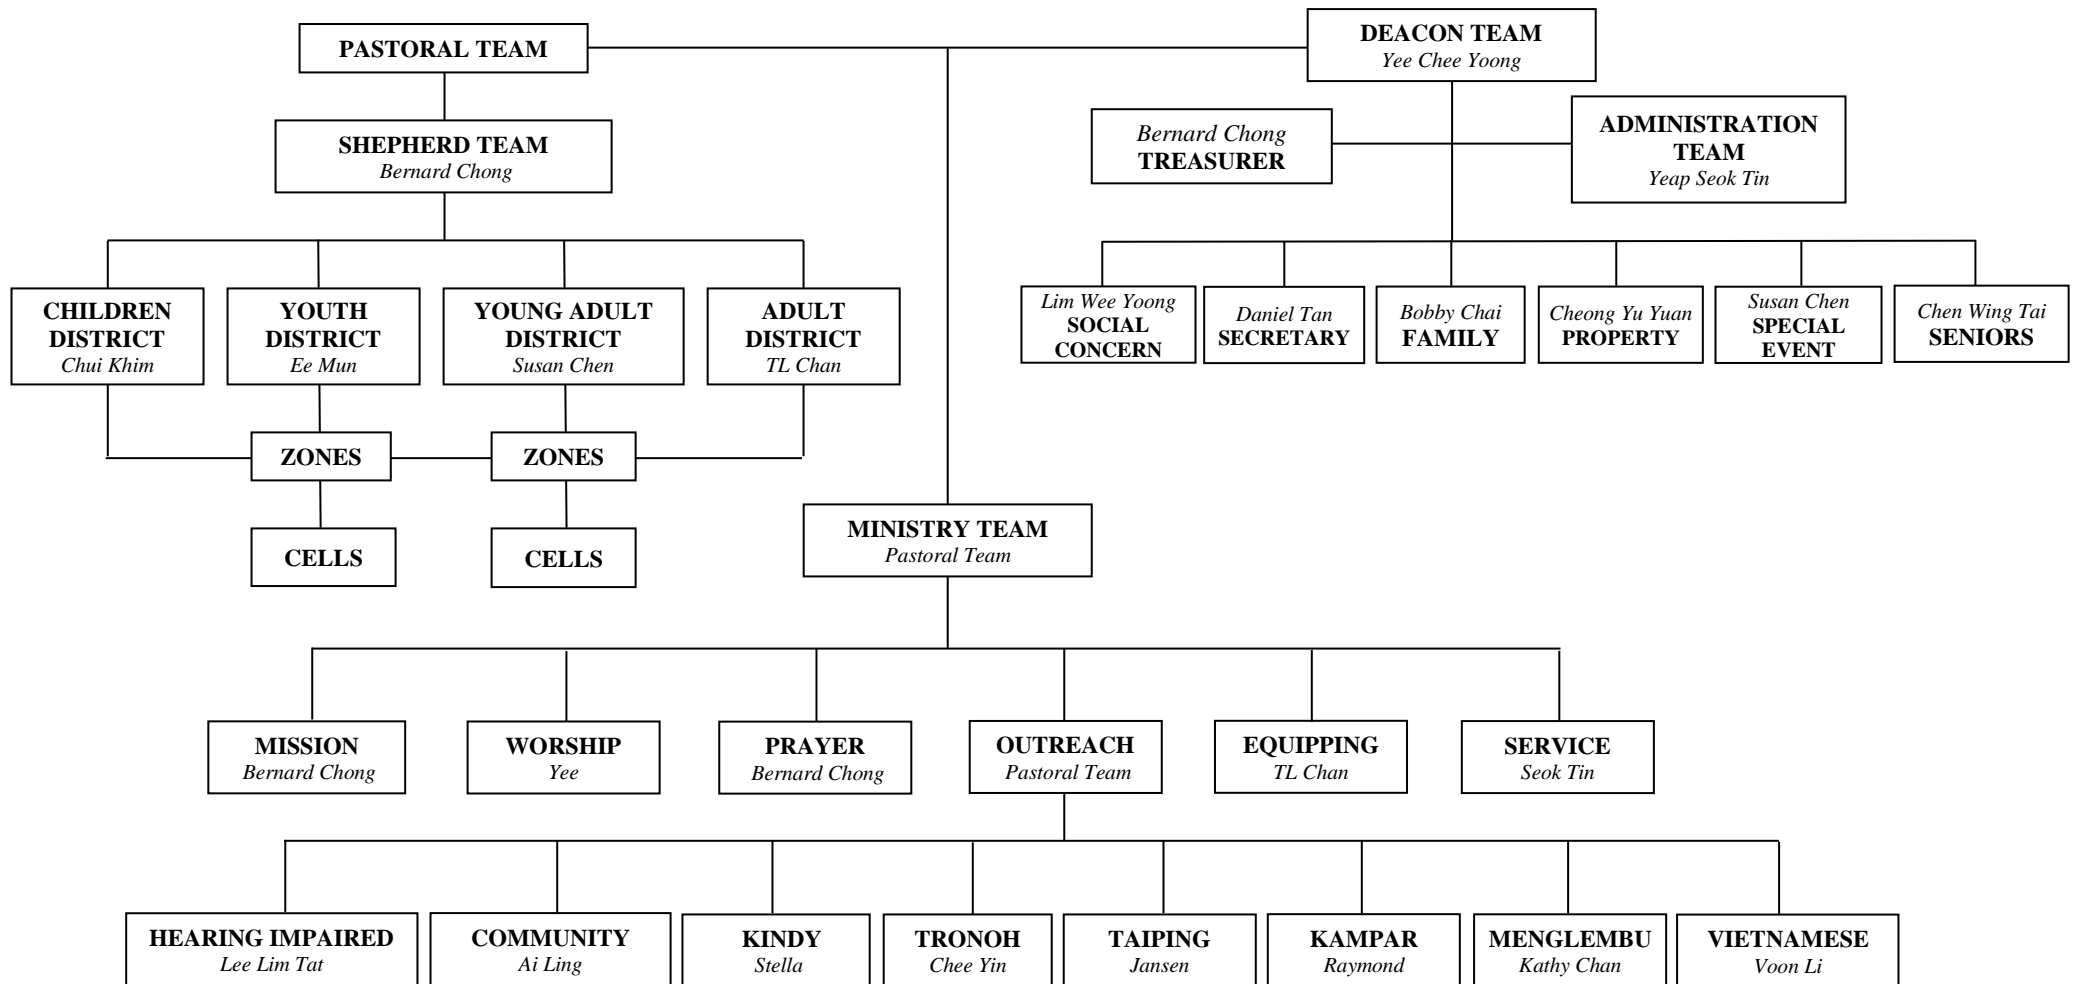 PASTORAL TEAM
DEACON TEAM
Yee Chee Yoong
SHEPHERD TEAM
Bernard Chong
Bernard Chong
TREASURER
ADMINISTRATION
TEAM
Yeap Seok Tin
CHILDREN
DISTRICT
Chui Khim
YOUTH
DISTRICT
Ee Mun
YOUNG ADULT
DISTRICT
Susan Chen
ADULT
DISTRICT
TL Chan
Lim Wee Yoong
SOCIAL
CONCERN
Daniel Tan
SECRETARY
Bobby Chai
FAMILY
Cheong Yu Yuan
PROPERTY
Susan Chen
SPECIAL
EVENT
Chen Wing Tai
SENIORS
ZONES
ZONES
CELLS
CELLS
MINISTRY TEAM
Pastoral Team
MISSION
Bernard Chong
WORSHIP
Yee
PRAYER
Bernard Chong
OUTREACH
Pastoral Team
EQUIPPING
TL Chan
SERVICE
Seok Tin
HEARING IMPAIRED
Lee Lim Tat
COMMUNITY
Ai Ling
KINDY
Stella
TRONOH
Chee Yin
TAIPING
Jansen
KAMPAR
Raymond
MENGLEMBU
Kathy Chan
VIETNAMESE
Voon Li